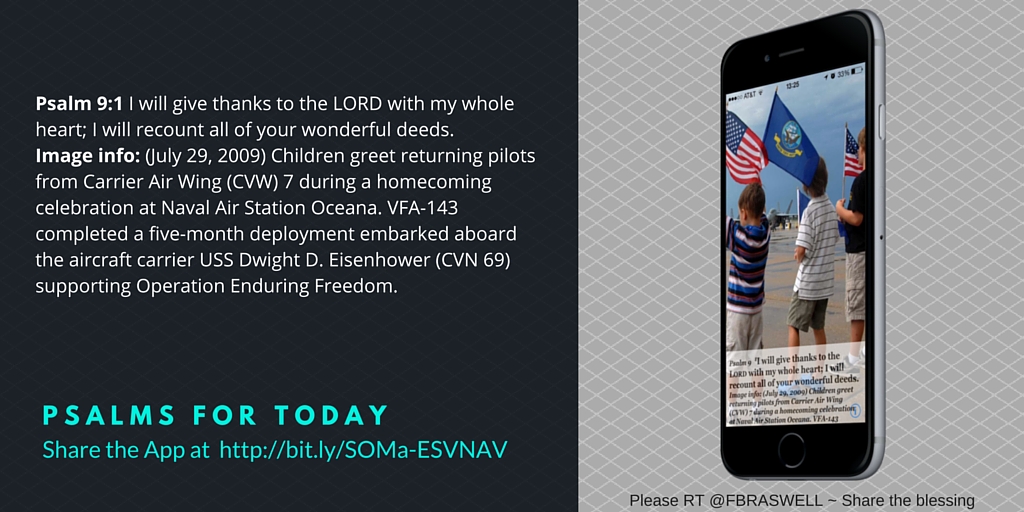 Psalm 9:1 I will give thanks to the LORD with my whole
heart; I will recount all of your wonderful deeds.
Image info: (July 29, 2009) Children greet returning pilots
from Carrier Air Wing (CVW) 7 during a homecoming
celebration at Naval Air Station Oceana. VFA-143
completed a five-month deployment embarked aboard
the aircraft carrier USS Dwight D. Eisenhower (CVN 69)
supporting Operation Enduring Freedom.
PSALMS FOR TODAY
Share the App at http://bit.ly/SOMa-ESVNAV
AT&T 13:25 33%
Psalm 9 I will give thanks to the
LORD with my whole heart; I will
recount all of your wonderful deeds.
Image info: (July 29, 2009) Children greet
returning pilots from Carrier Air Wing
(CVW) 7 during a homecoming celebration
at Naval Air Station Oceana. VFA-143
Please RT @FBRASWELL ~ Share the blessing